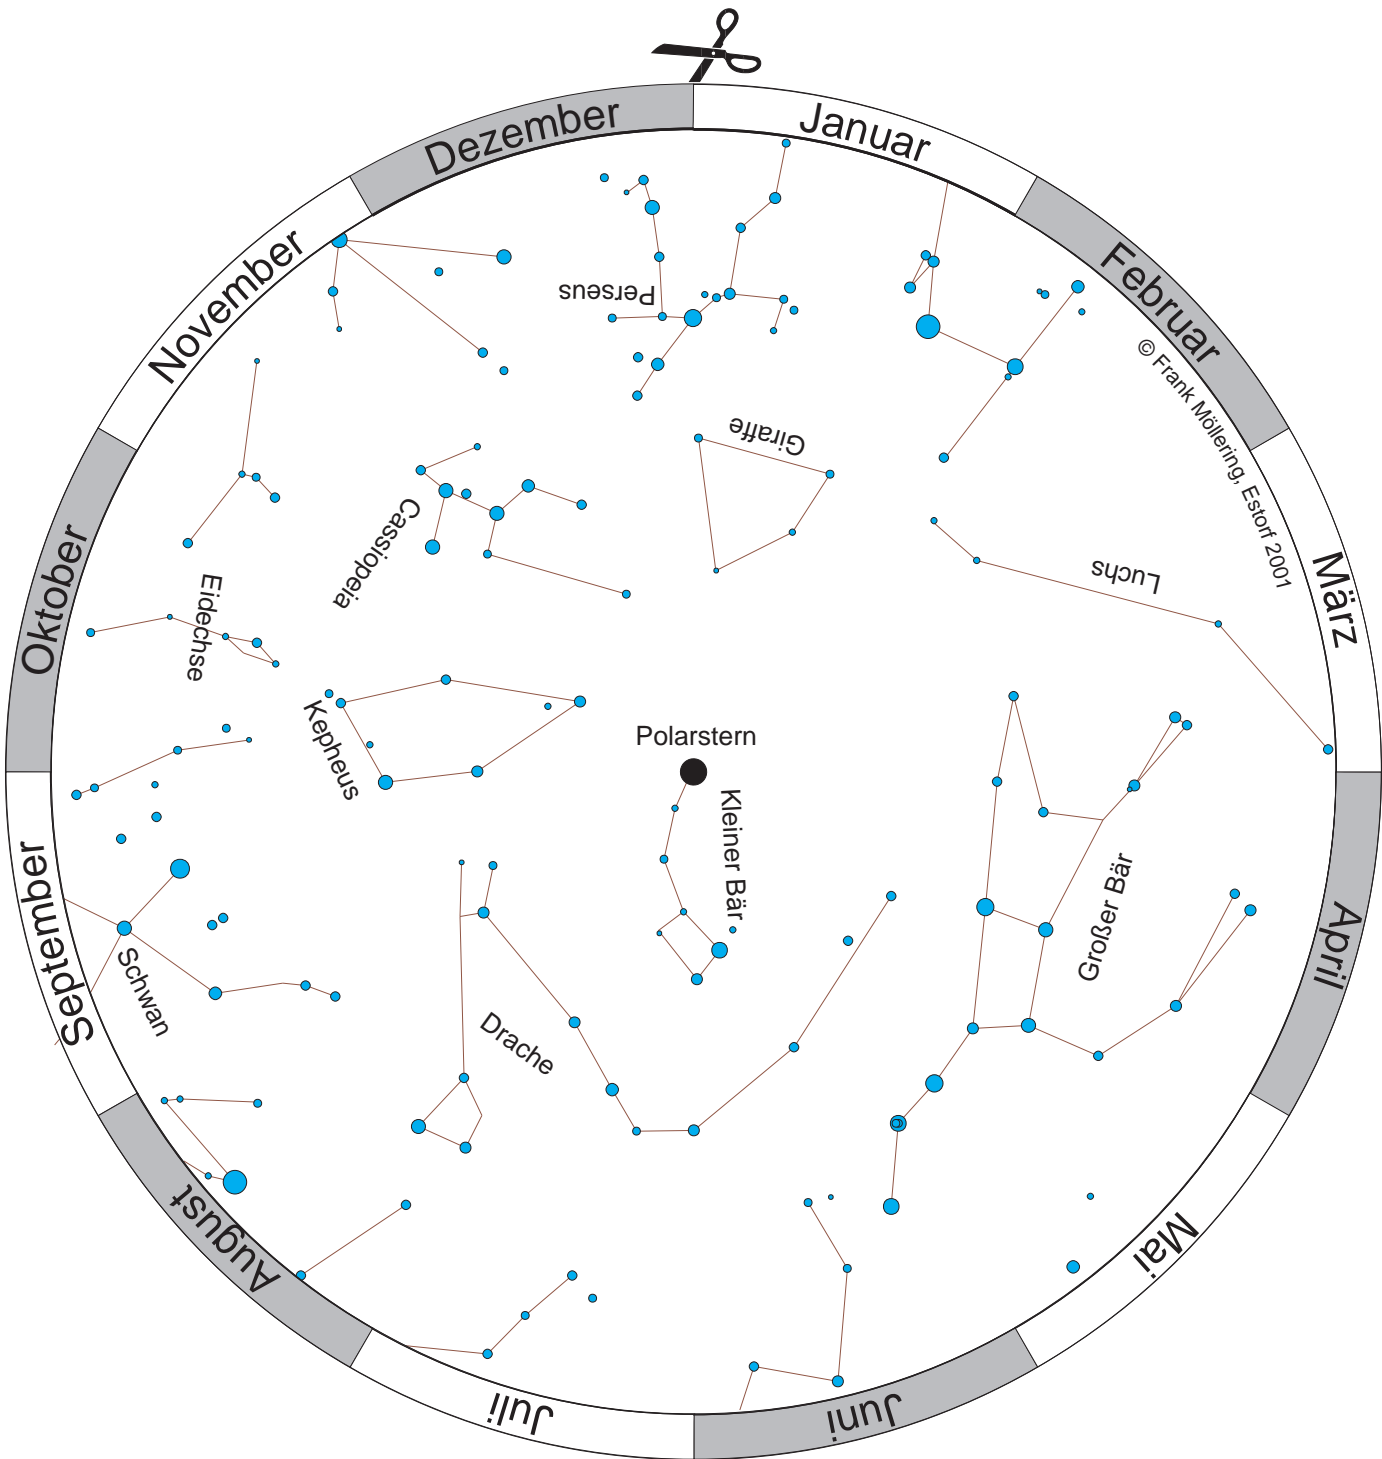 Januar
Februar
März
April
Mai
Juni
Juli
August
September
Oktober
November
Dezember
© Frank Möllering, Estorf 2001
Perseus
Giraffe
Cassiopeia
Luchs
Eidechse
Kepheus
Polarstern
Kleiner Bär
Großer Bär
Schwan
Drache